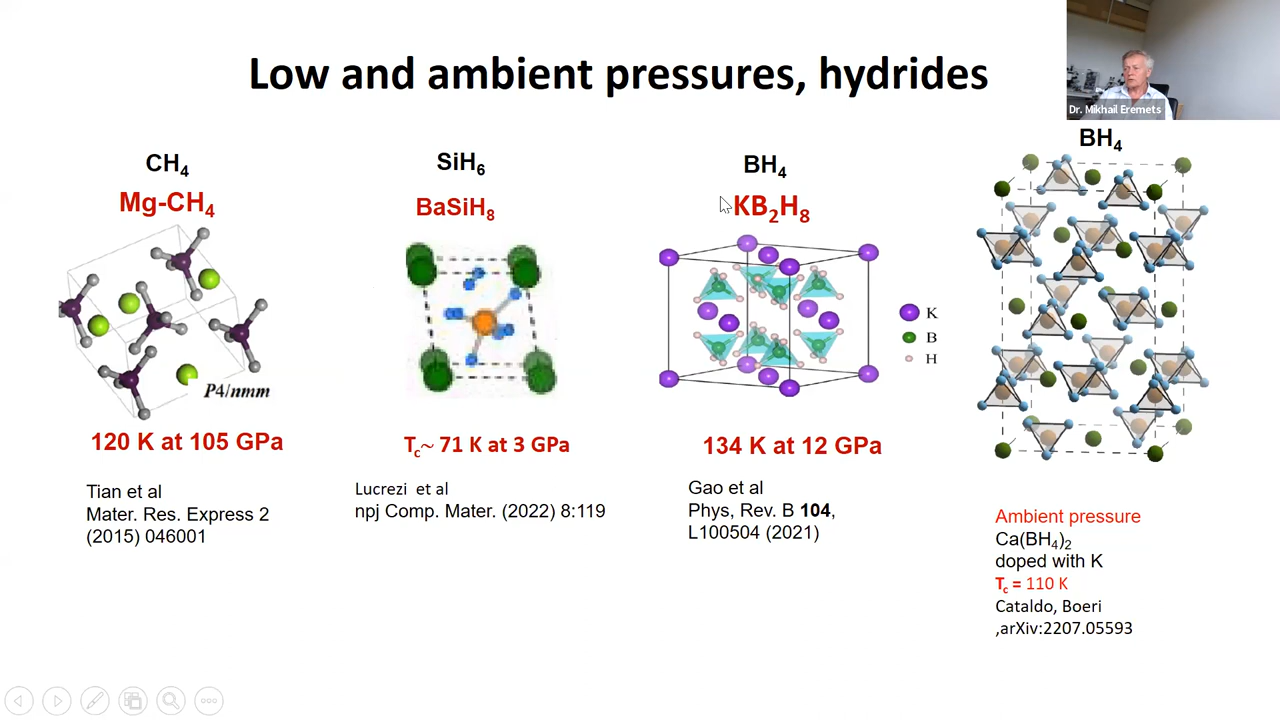 Low and ambient pressures, hydrides
Dr. Mikhail Eremets
CH4
Mg-CH4
P4/nmm
120 K at 105 GPa
Tian et al
Mater. Res. Express 2
(2015) 046001
SiH6
BaSiH8
Tc~ 71 K at 3 GPa
Lucrezi et al
npj Comp. Mater. (2022) 8:119
BH4
KB2H8
K
B
H
134 K at 12 GPa
Gao et al
Phys, Rev. B 104,
L100504 (2021)
BH4
Ambient pressure
Ca(BH4)2
doped with K
Tc = 110 K
Cataldo, Boeri
,arXiv:2207.05593